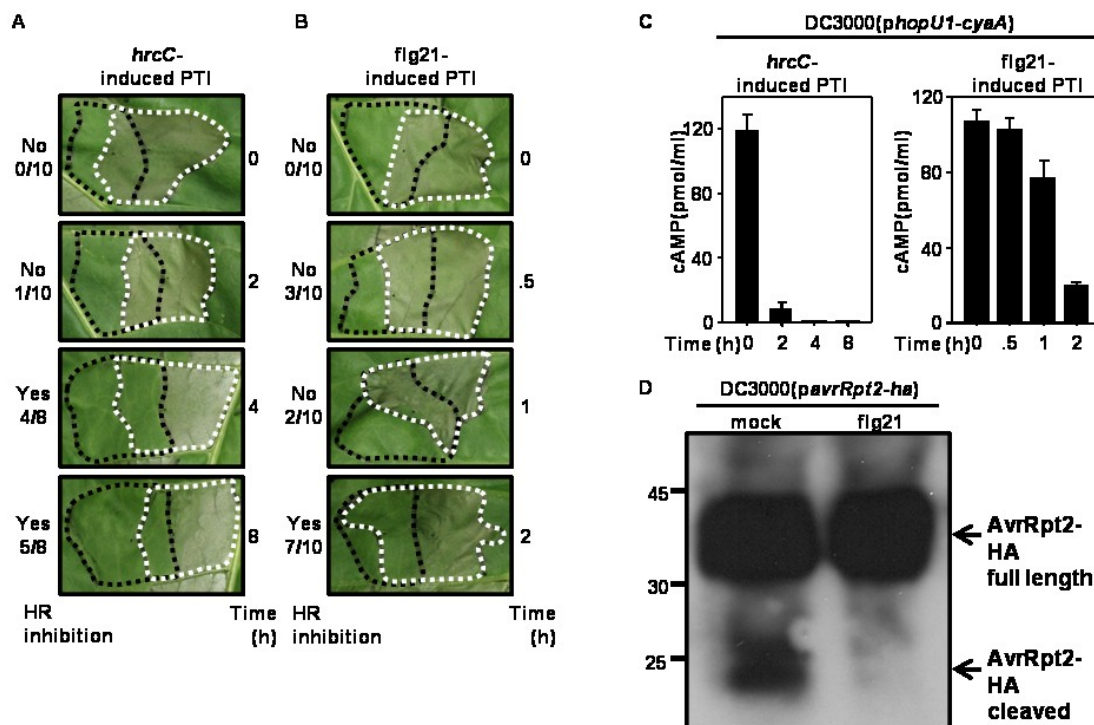 A
hrcC-
induced PTI
No
0/10
0
No
1/10
2
Yes
4/8
4
Yes
5/8
8
HR
inhibition
Time
(h)
B
flg21-
induced PTI
No
0/10
0
No
3/10
.5
No
2/10
1
Yes
7/10
2
HR
inhibition
Time
(h)
C
DC3000(phopU1-cyaA)
hrcC-
induced PTI
cAMP(pmol/ml)
120
80
40
0
Time(h) 0 2 4 8
flg21-
induced PTI
cAMP(pmol/ml)
120
80
40
0
Time(h) 0 .5 1 2
D
DC3000(pavrRpt2-ha)
mock flg21
45
30
25
AvrRpt2-
HA
full length
AvrRpt2-
HA
cleaved